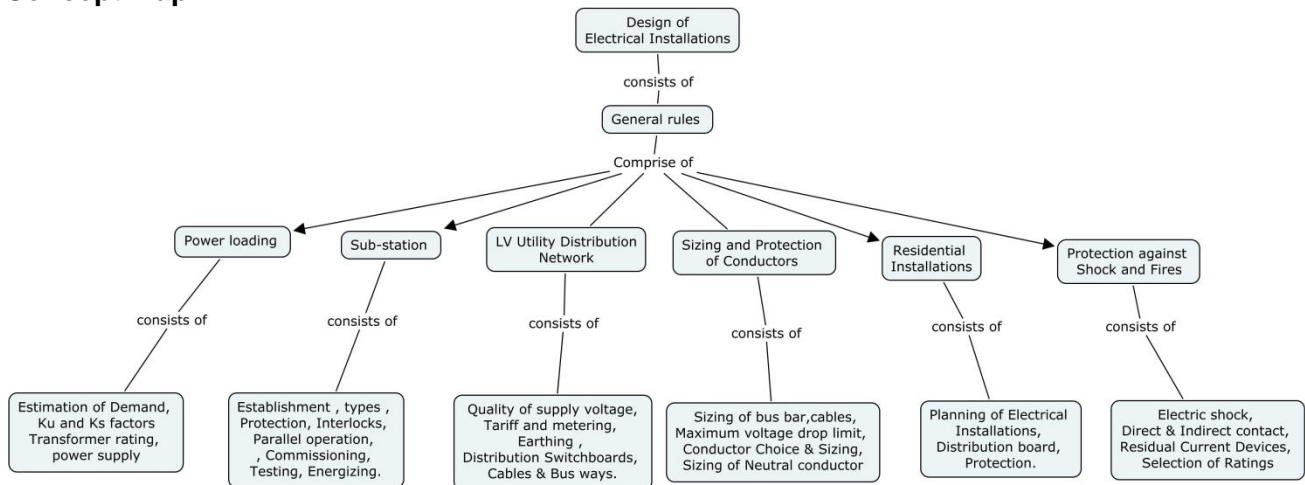 Design of
Electrical Installations
consists of
General rules
Comprise of
Power loading
Sub-station
LV Utility Distribution
Network
Sizing and Protection
of Conductors
Residential
Installations
Protection against
Shock and Fires
consists of
consists of
consists of
consists of
consists of
consists of
Estimation of Demand,
Ku and Ks factors
Transformer rating,
power supply
Establishment , types ,
Protection, Interlocks,
Parallel operation,
, Commissioning,
Testing, Energizing.
Quality of supply voltage,
Tariff and metering,
Earthing ,
Distribution Switchboards,
Cables & Bus ways.
Sizing of bus bar,cables,
Maximum voltage drop limit,
Conductor Choice & Sizing,
Sizing of Neutral conductor
Planning of Electrical
Installations,
Distribution board,
Protection.
Electric shock,
Direct & Indirect contact,
Residual Current Devices,
Selection of Ratings